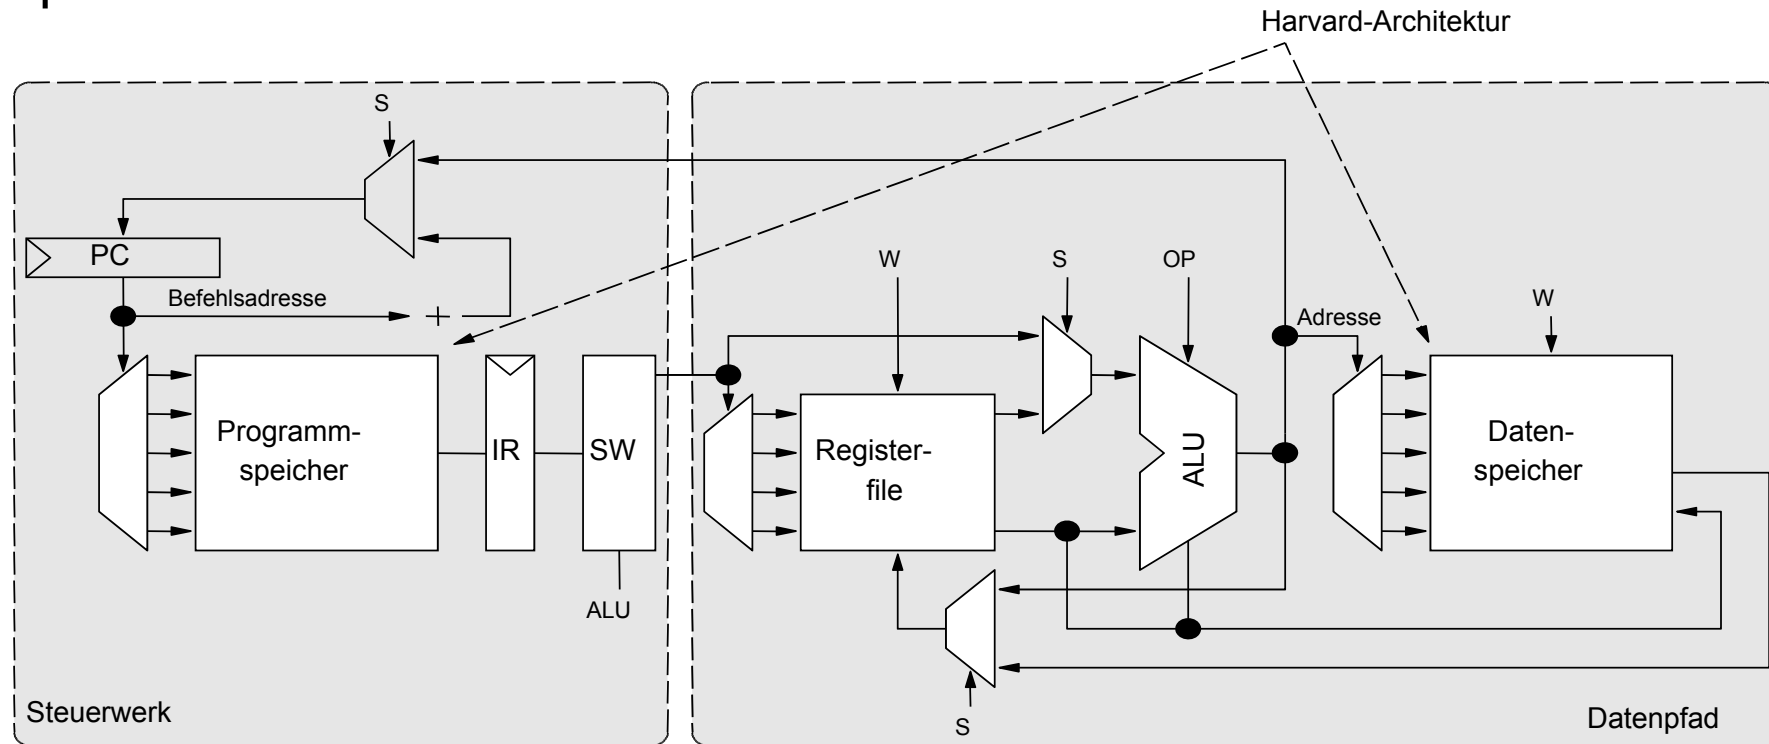 Harvard-Architektur
S
PC
Befehlsadresse
+
W
S
OP
Adresse
W
Programm-
speicher
IR
SW
Register-
file
ALU
Daten-
speicher
ALU
S
Steuerwerk
Datenpfad